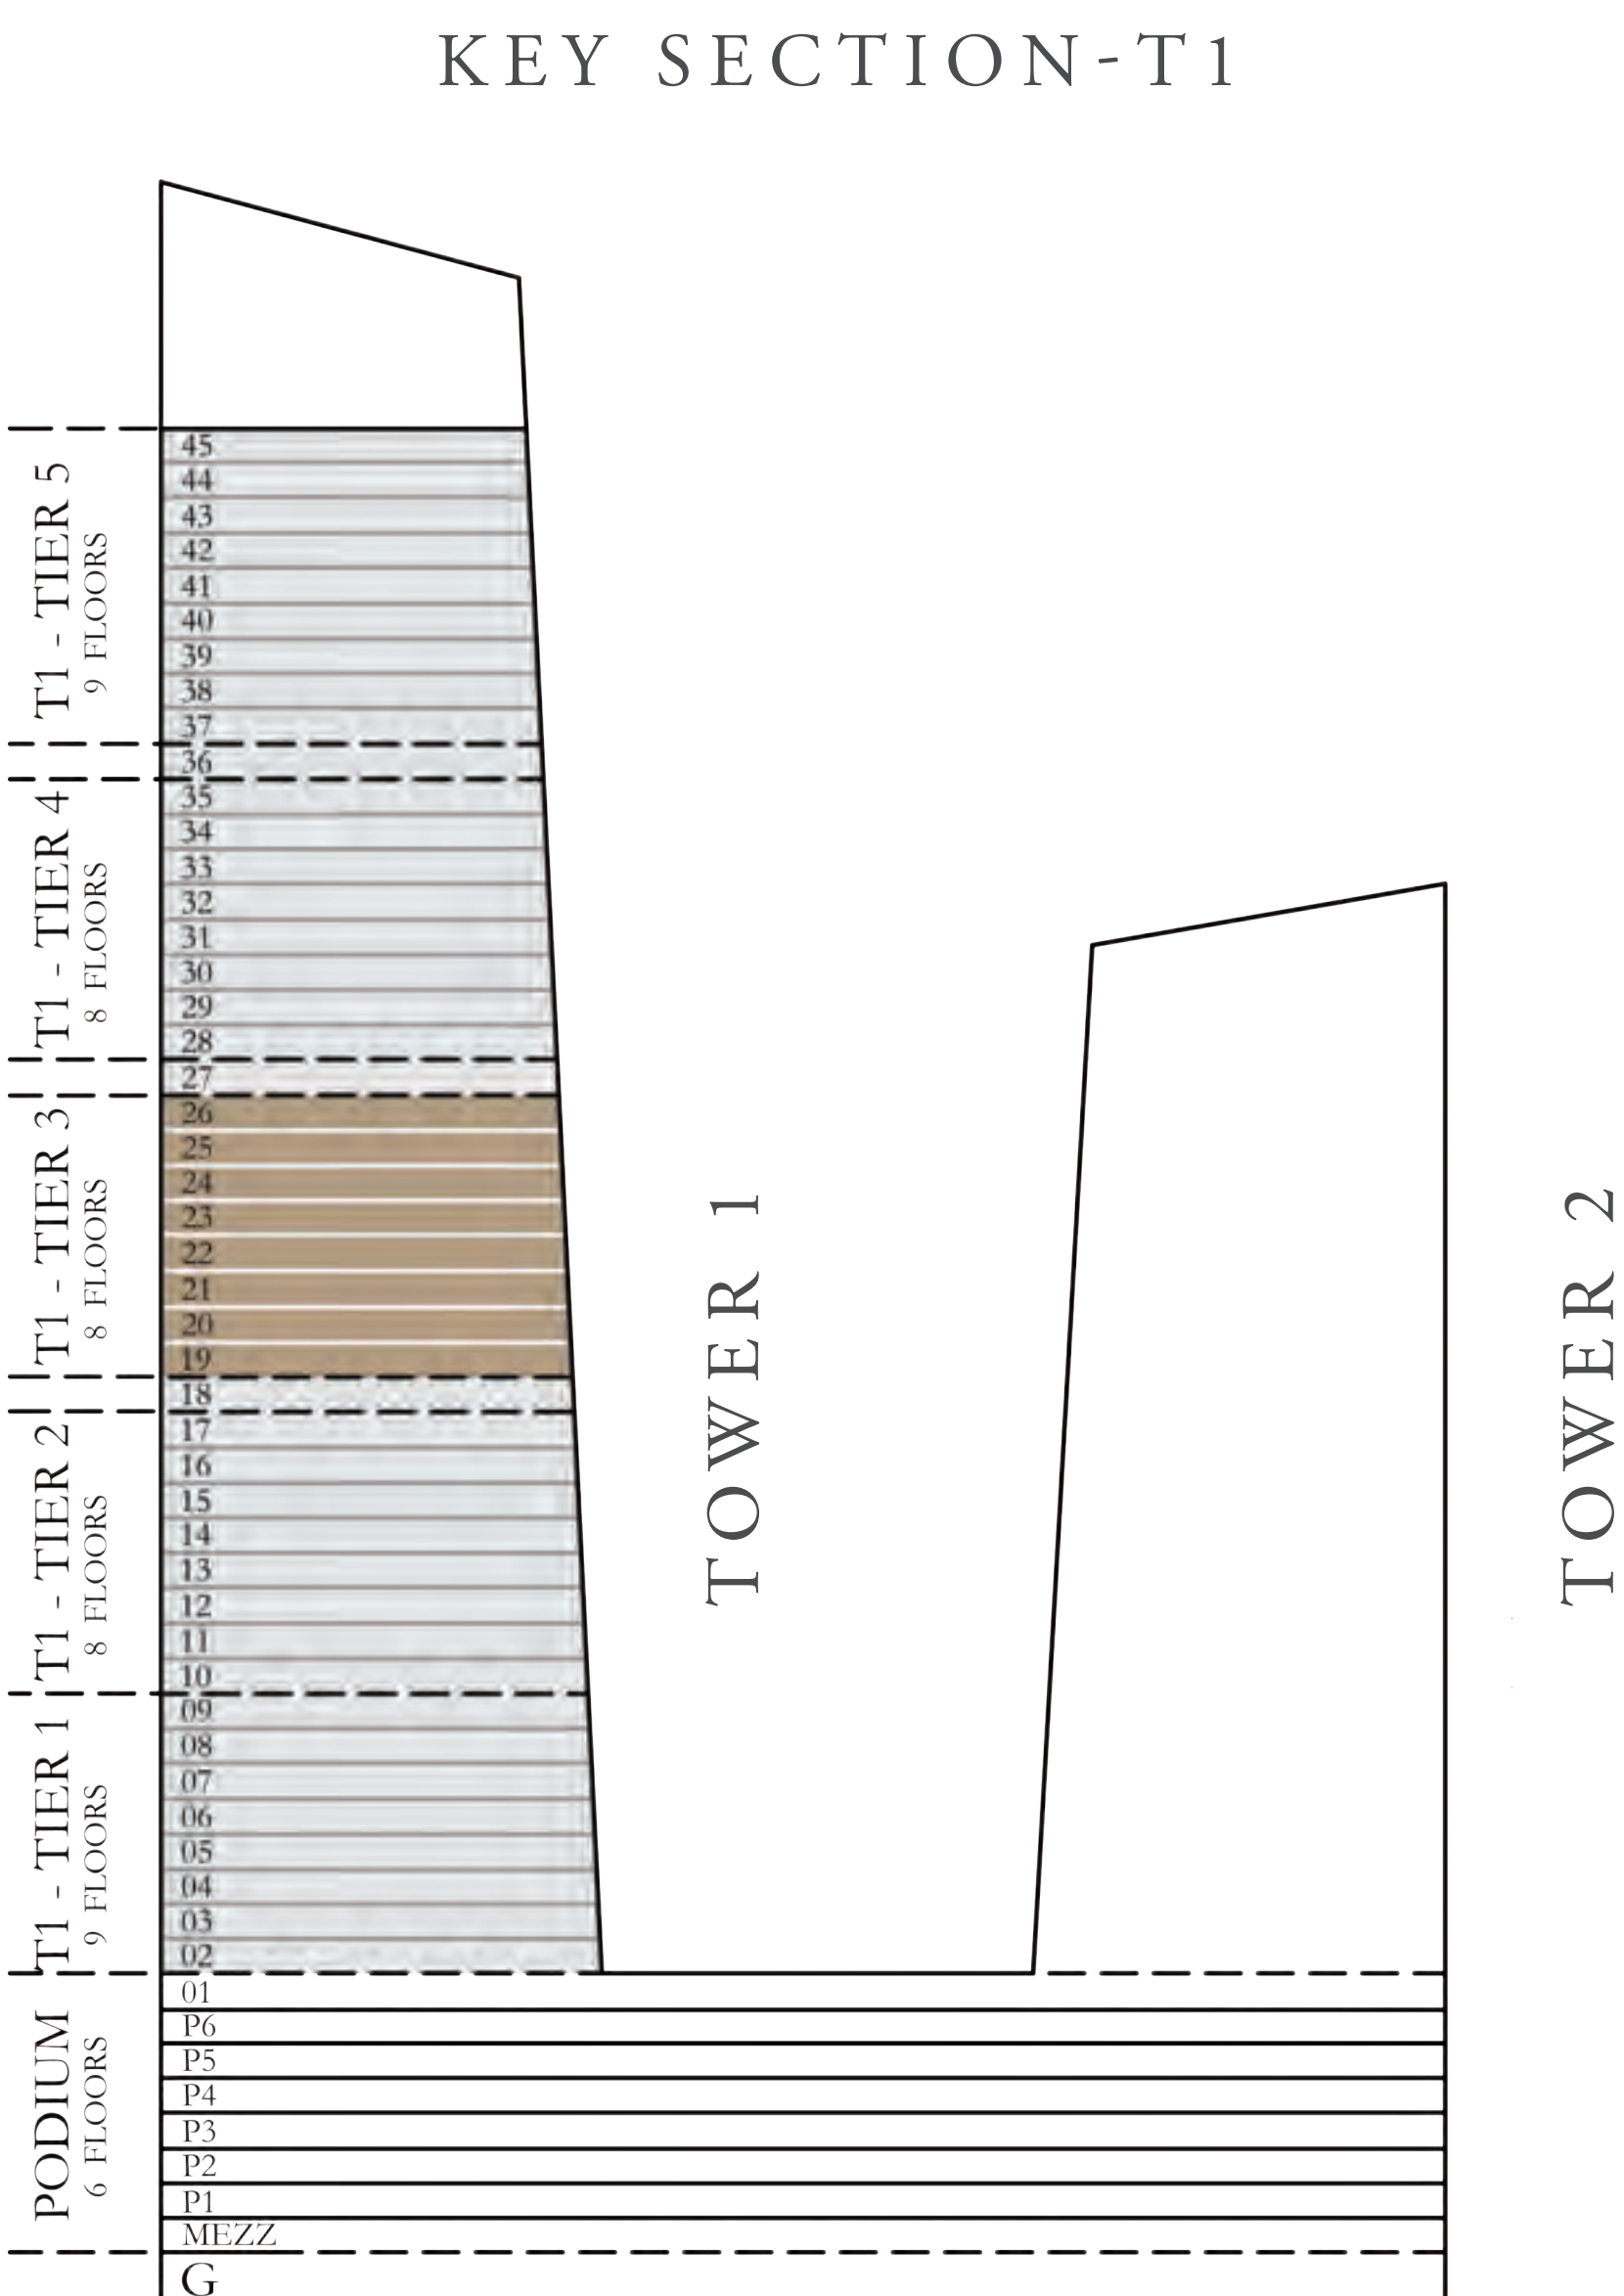 KEY SECTION-T1
T1 - TIER 5
9 FLOORS
45
44
43
42
41
40
39
38
37
36
T1 - TIER 4
8 FLOORS
35
34
33
32
31
30
29
28
27
T1 - TIER 3
8 FLOORS
26
25
24
23
22
21
20
19
18
T1 - TIER 2
8 FLOORS
17
16
15
14
13
12
11
10
T1 - TIER 1
9 FLOORS
09
08
07
06
05
04
03
02
TOWER 1
TOWER 2
PODIUM
6 FLOORS
01
P6
P5
P4
P3
P2
P1
MEZZ
G